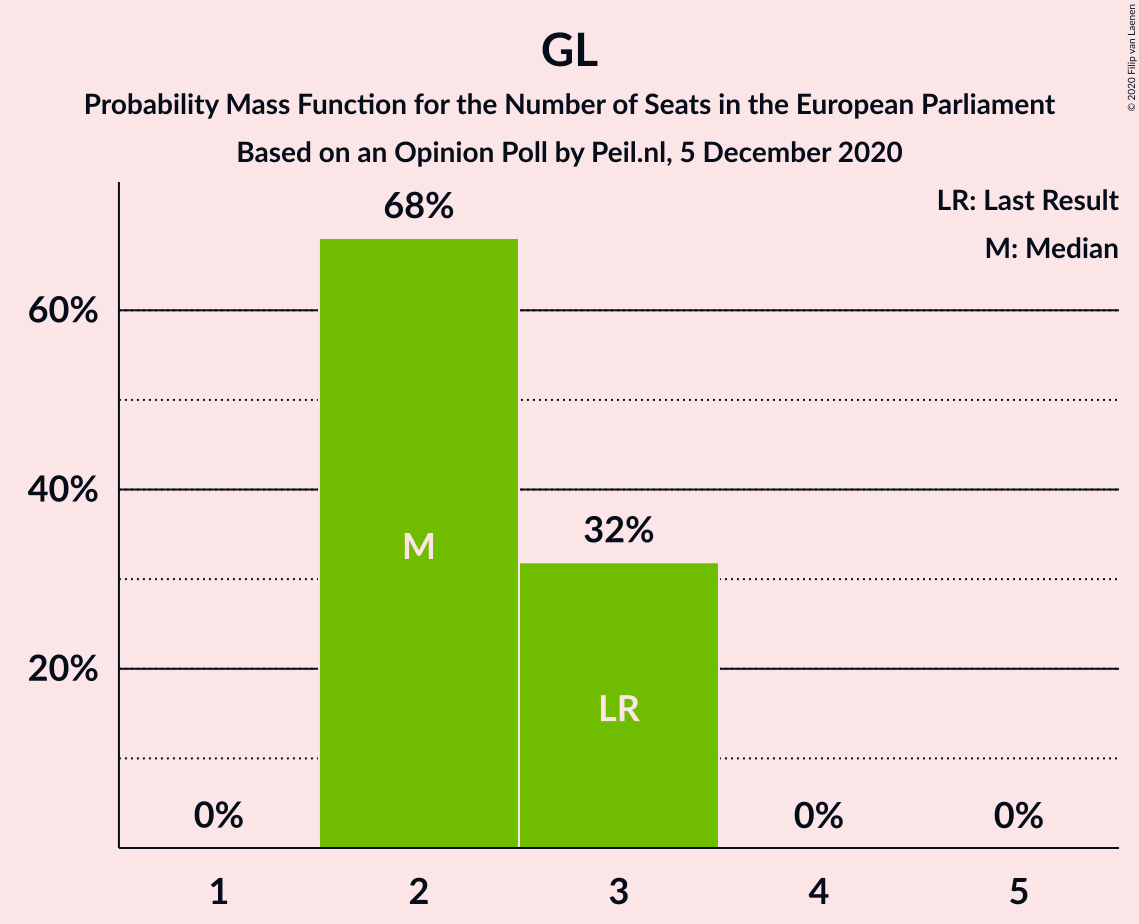 GL
Probability Mass Function for the Number of Seats in the European Parliament
Based on an Opinion Poll by Peil.nl, 5 December 2020
© 2020 Filip van Laenen
LR: Last Result
M: Median
68%
60%
40%
32%
M
20%
LR
0%
0%
0%
1
2
3
4
5